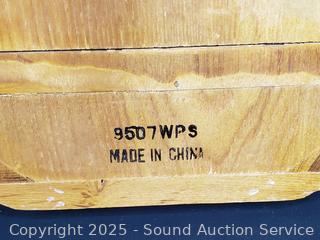 9507WPS
MADE IN CHINA
Copyright 2025 - Sound Auction Service